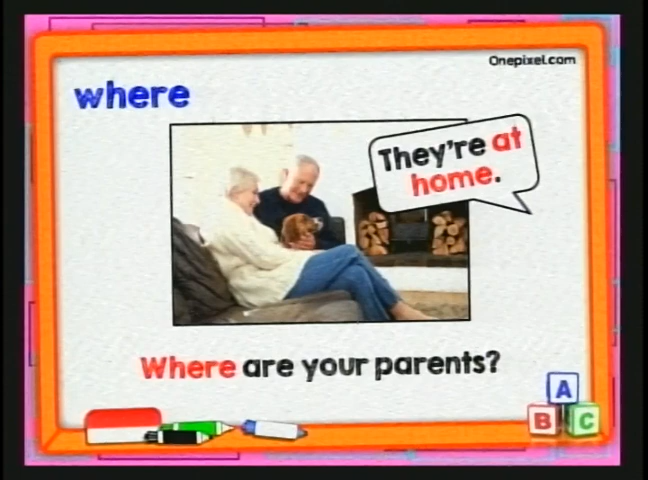 Onepixel.com
where
They're at
home.
Where are your parents?
A
B C